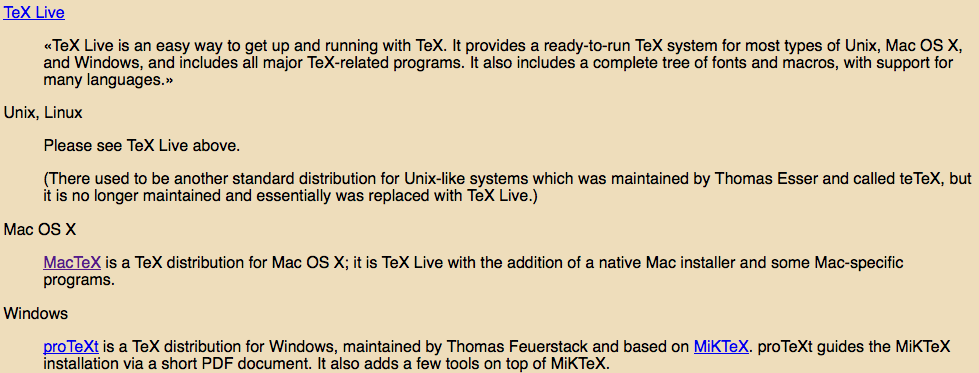 TeX Live
«TeX Live is an easy way to get up and running with TeX. It provides a ready-to-run TeX system for most types of Unix, Mac OS X,
and Windows, and includes all major TeX-related programs. It also includes a complete tree of fonts and macros, with support for
many languages.»
Unix, Linux
Please see TeX Live above.
(There used to be another standard distribution for Unix-like systems which was maintained by Thomas Esser and called teTeX, but
it is no longer maintained and essentially was replaced with TeX Live.)
Mac OS X
MacTeX is a TeX distribution for Mac OS X; it is TeX Live with the addition of a native Mac installer and some Mac-specific
programs.
Windows
proTeXt is a TeX distribution for Windows, maintained by Thomas Feuerstack and based on MiKTeX. proTeXt guides the MiKTeX
installation via a short PDF document. It also adds a few tools on top of MiKTeX.